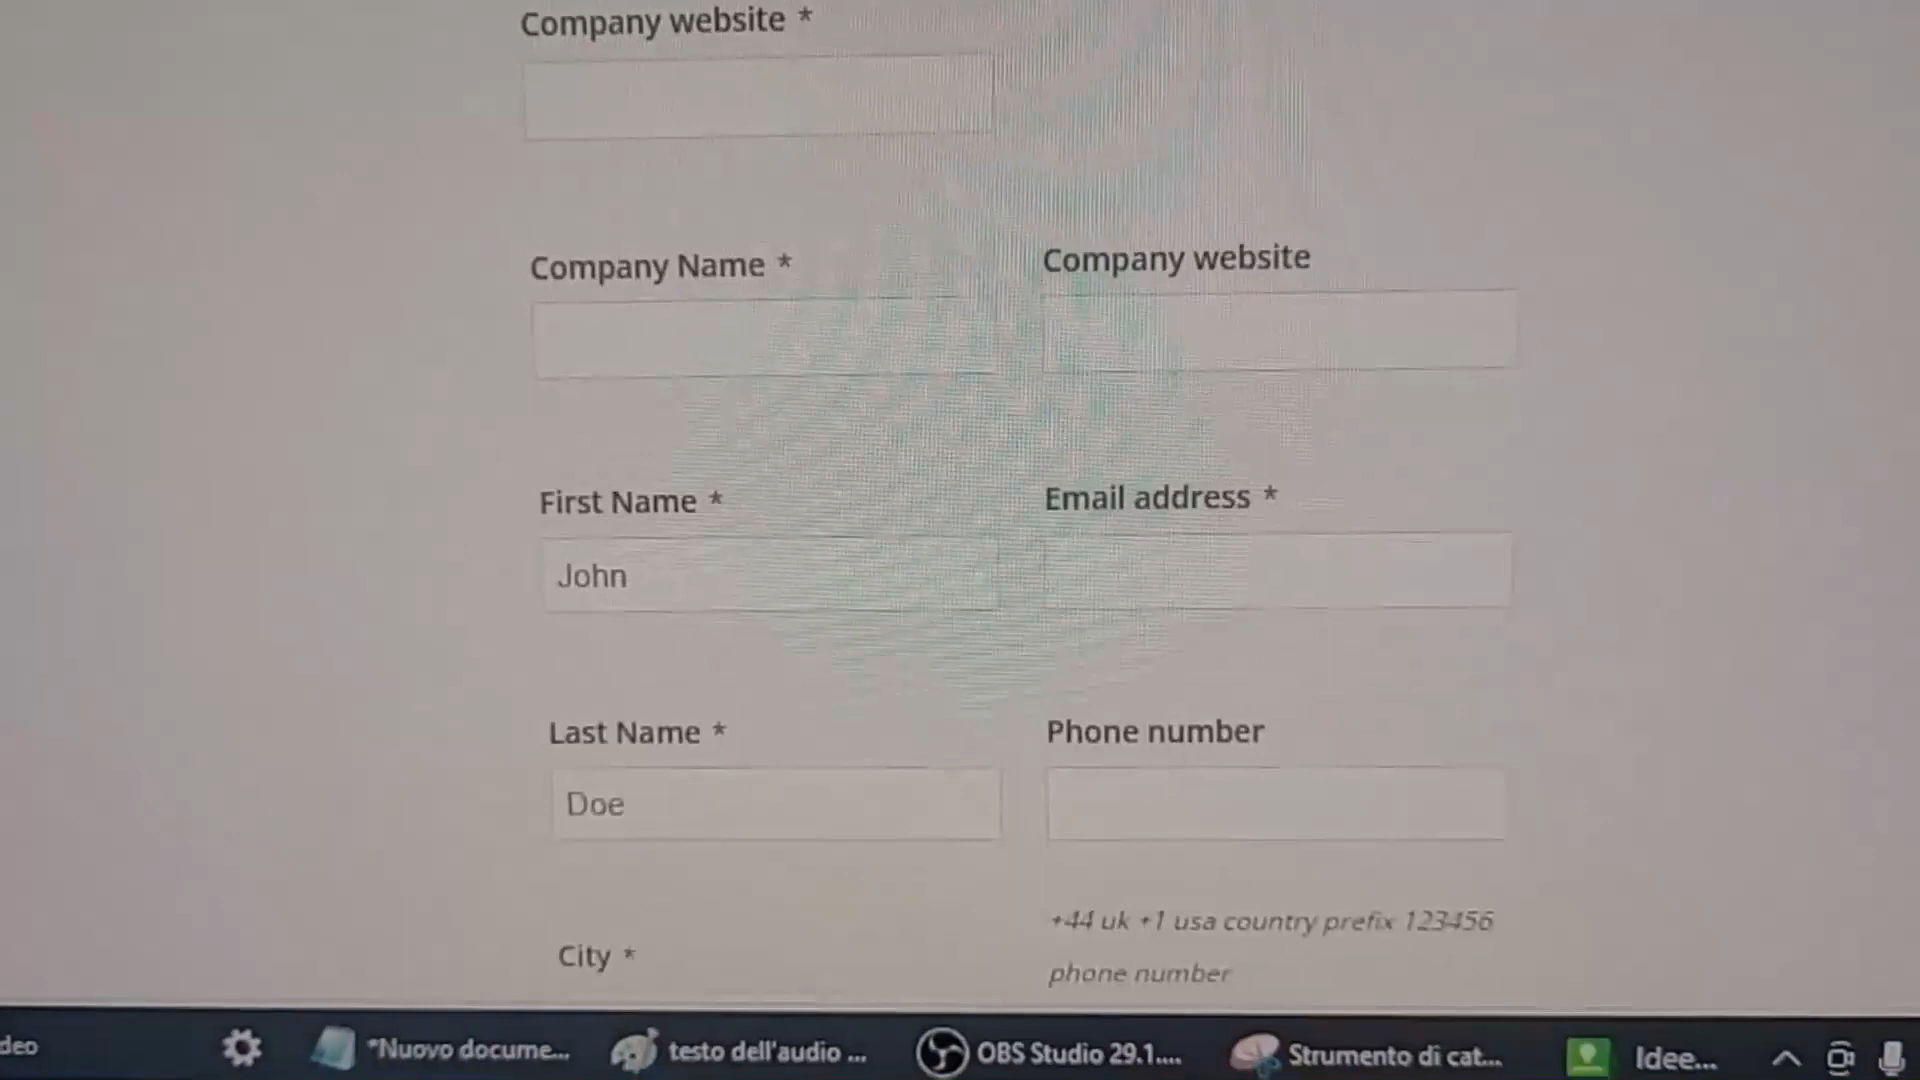 Company website *
Company Name *
Company website
First Name *
Email address *
John
Last Name *
Phone number
Doe
+44 uk +1 usa country prefix 123456
phone number
City *
deo
*Nuovo docume...
testo dell'audio ...
OBS Studio 29.1....
Strumento di cat...
Idee...